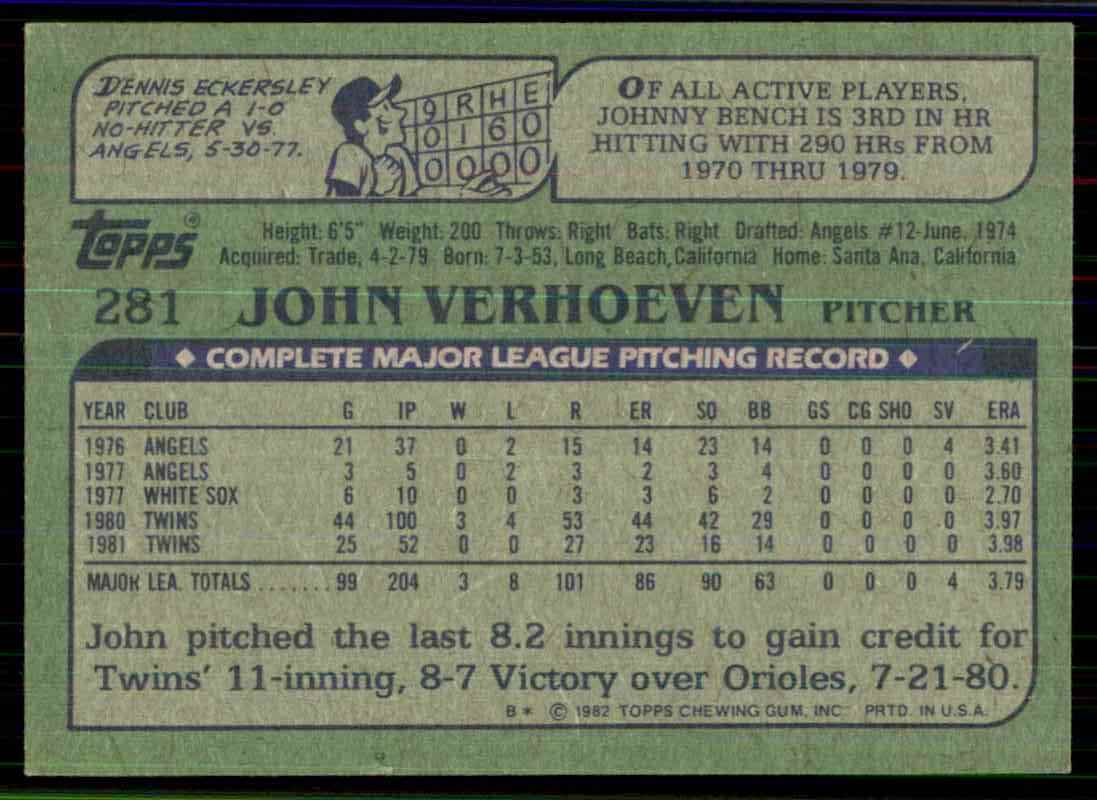 DENNIS ECKERSLEY
PITCHED A 1-0
NO-HITTER VS.
ANGELS, 5-30-77.
9 R H E
0 1 6 0
0 0 0 0
OF ALL ACTIVE PLAYERS,
JOHNNY BENCH IS 3RD IN HR
HITTING WITH 290 HRs FROM
1970 THRU 1979.
Topps®
Height: 6'5" Weight: 200 Throws: Right Bats: Right Drafted: Angels #12-June, 1974
Acquired: Trade, 4-2-79 Born: 7-3-53, Long Beach, California Home: Santa Ana, California
281 JOHN VERHOEVEN PITCHER
◆ COMPLETE MAJOR LEAGUE PITCHING RECORD ◆
YEAR CLUB G IP W L R ER SO BB GS CG SHO SV ERA
1976 ANGELS 21 37 0 2 15 14 23 14 0 0 0 4 3.41
1977 ANGELS 3 5 0 2 3 2 3 4 0 0 0 0 3.60
1977 WHITE SOX 6 10 0 0 3 3 6 2 0 0 0 0 2.70
1980 TWINS 44 100 3 4 53 44 42 29 0 0 0 0 3.97
1981 TWINS 25 52 0 0 27 23 16 14 0 0 0 0 3.98
MAJOR LEA. TOTALS ....... 99 204 3 8 101 86 90 63 0 0 0 4 3.79
John pitched the last 8.2 innings to gain credit for
Twins' 11-inning, 8-7 Victory over Orioles, 7-21-80.
B* © 1982 TOPPS CHEWING GUM, INC. PRTD. IN U.S.A.